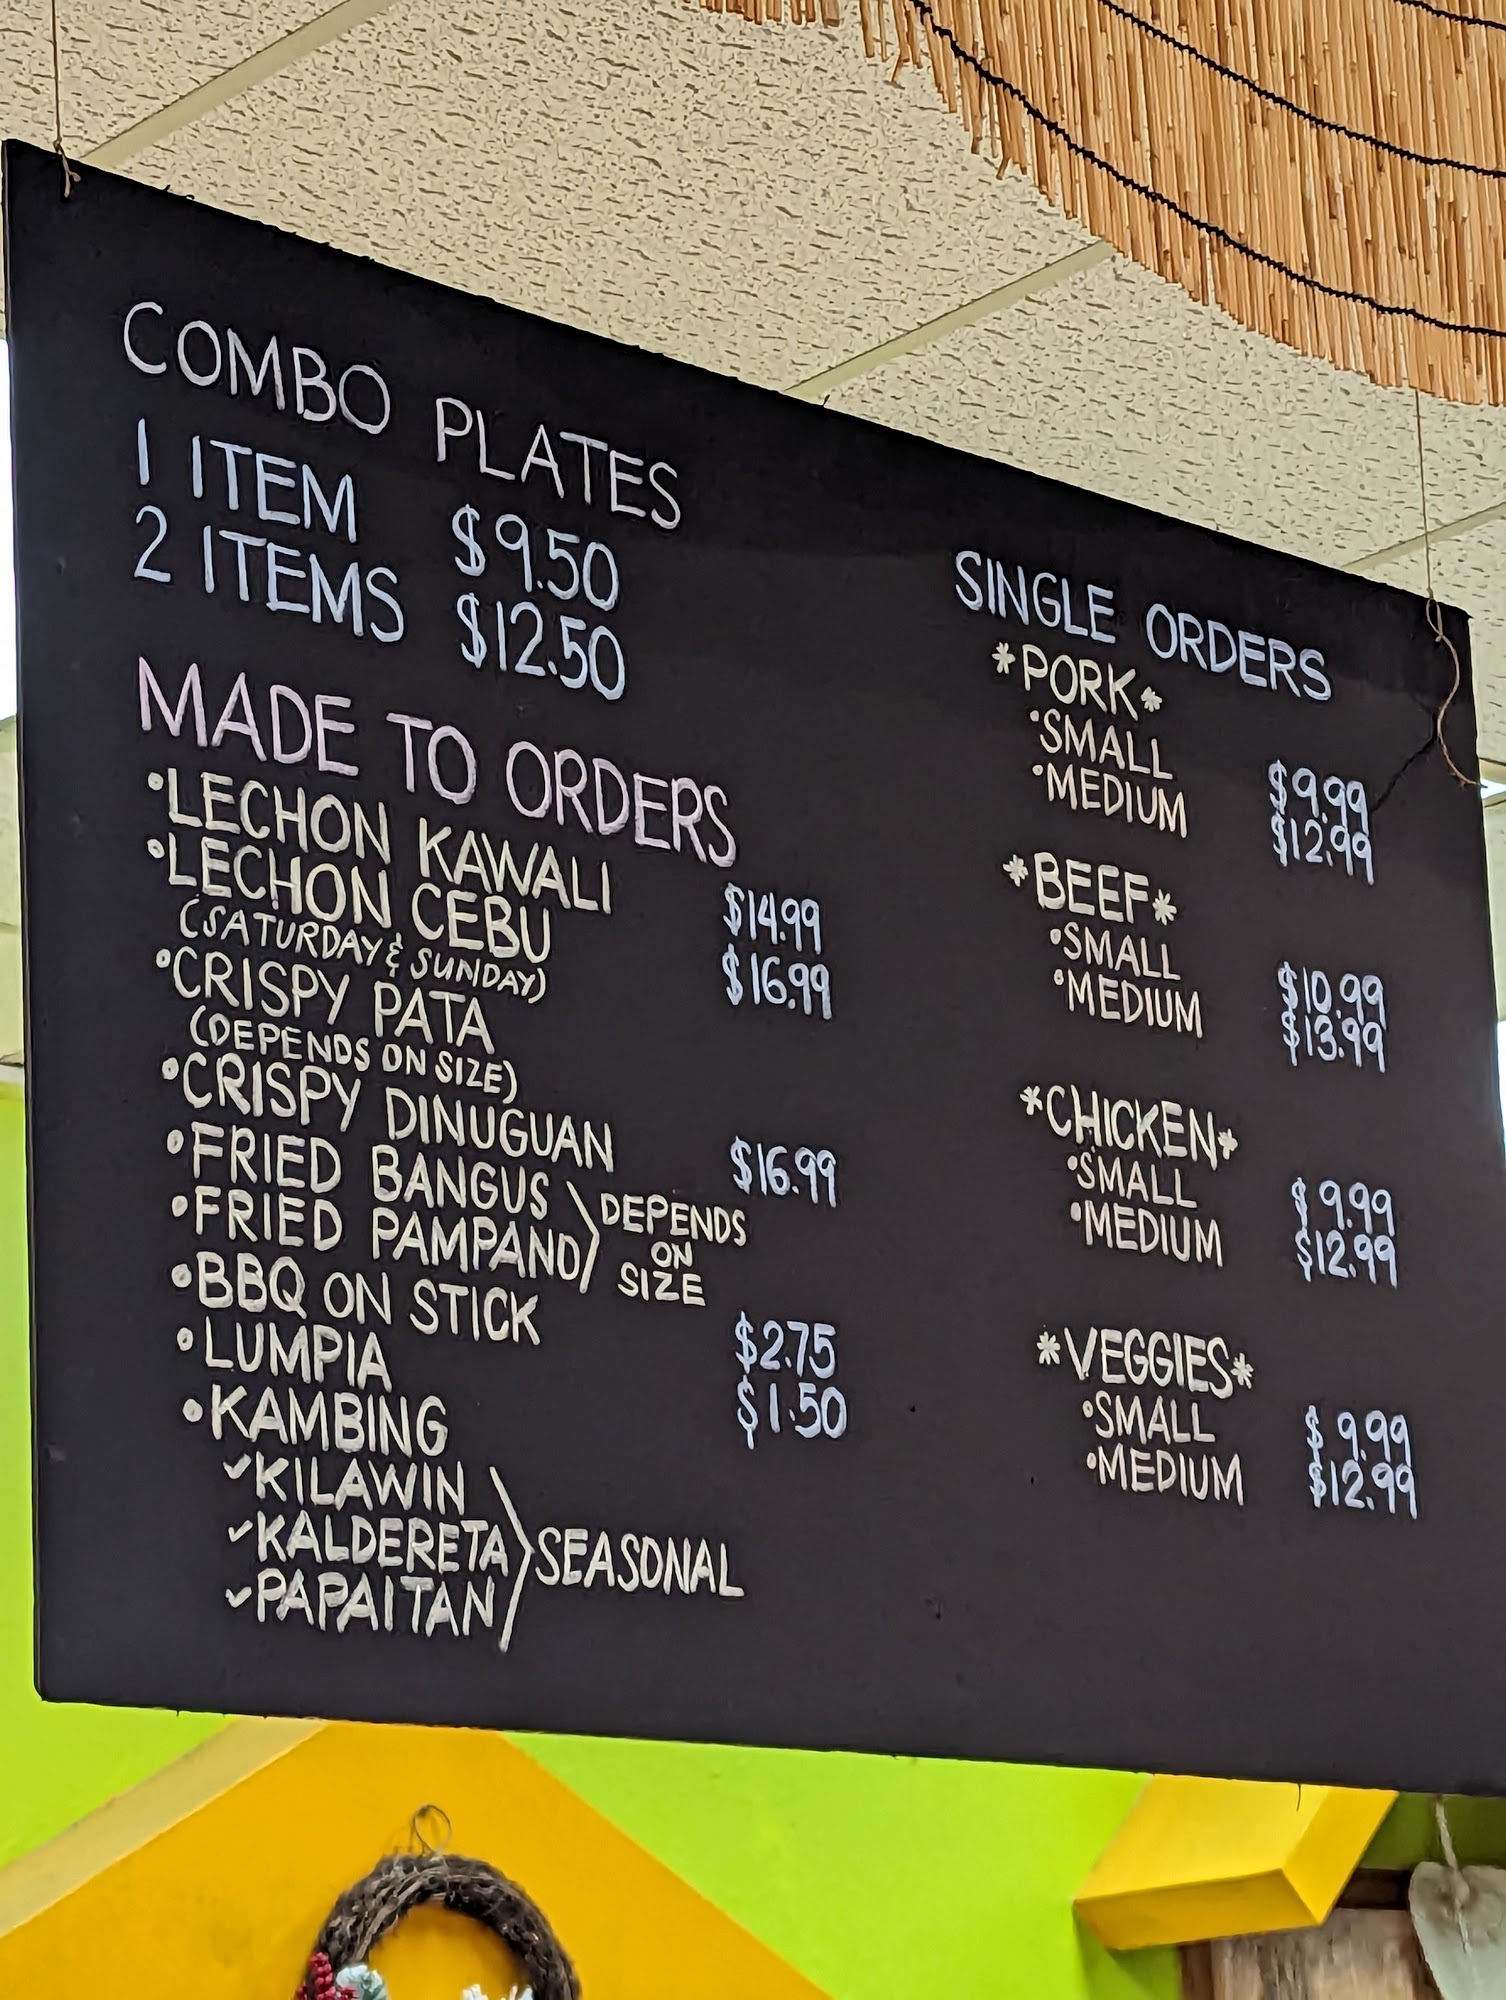 COMBO PLATES
1 ITEM $9.50
2 ITEMS $12.50
MADE TO ORDERS
•LECHON KAWALI $14.99
•LECHON CEBU $16.99
(SATURDAY & SUNDAY)
•CRISPY PATA
(DEPENDS ON SIZE)
•CRISPY DINUGUAN $16.99
•FRIED BANGUS
•FRIED PAMPANO
DEPENDS
ON
SIZE
•BBQ ON STICK $2.75
•LUMPIA $1.50
•KAMBING
✓KILAWIN
✓KALDERETA
✓PAPAITAN
SEASONAL
SINGLE ORDERS
*PORK*
•SMALL $9.99
•MEDIUM $12.99
*BEEF*
•SMALL $10.99
•MEDIUM $13.99
*CHICKEN*
•SMALL $9.99
•MEDIUM $12.99
*VEGGIES*
•SMALL $9.99
•MEDIUM $12.99